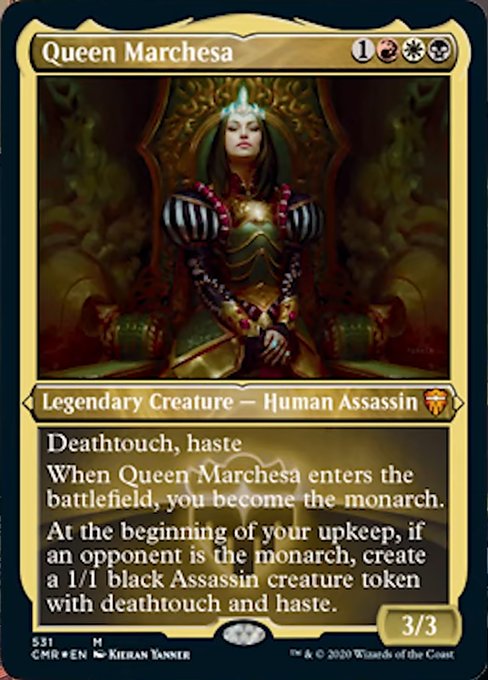 Queen Marchesa 1
Legendary Creature — Human Assassin
Deathtouch, haste
When Queen Marchesa enters the
battlefield, you become the monarch.
At the beginning of your upkeep, if
an opponent is the monarch, create
a 1/1 black Assassin creature token
with deathtouch and haste.
3/3
531 M
CMR★EN Kieran Yanner ™ & © 2020 Wizards of the Coast